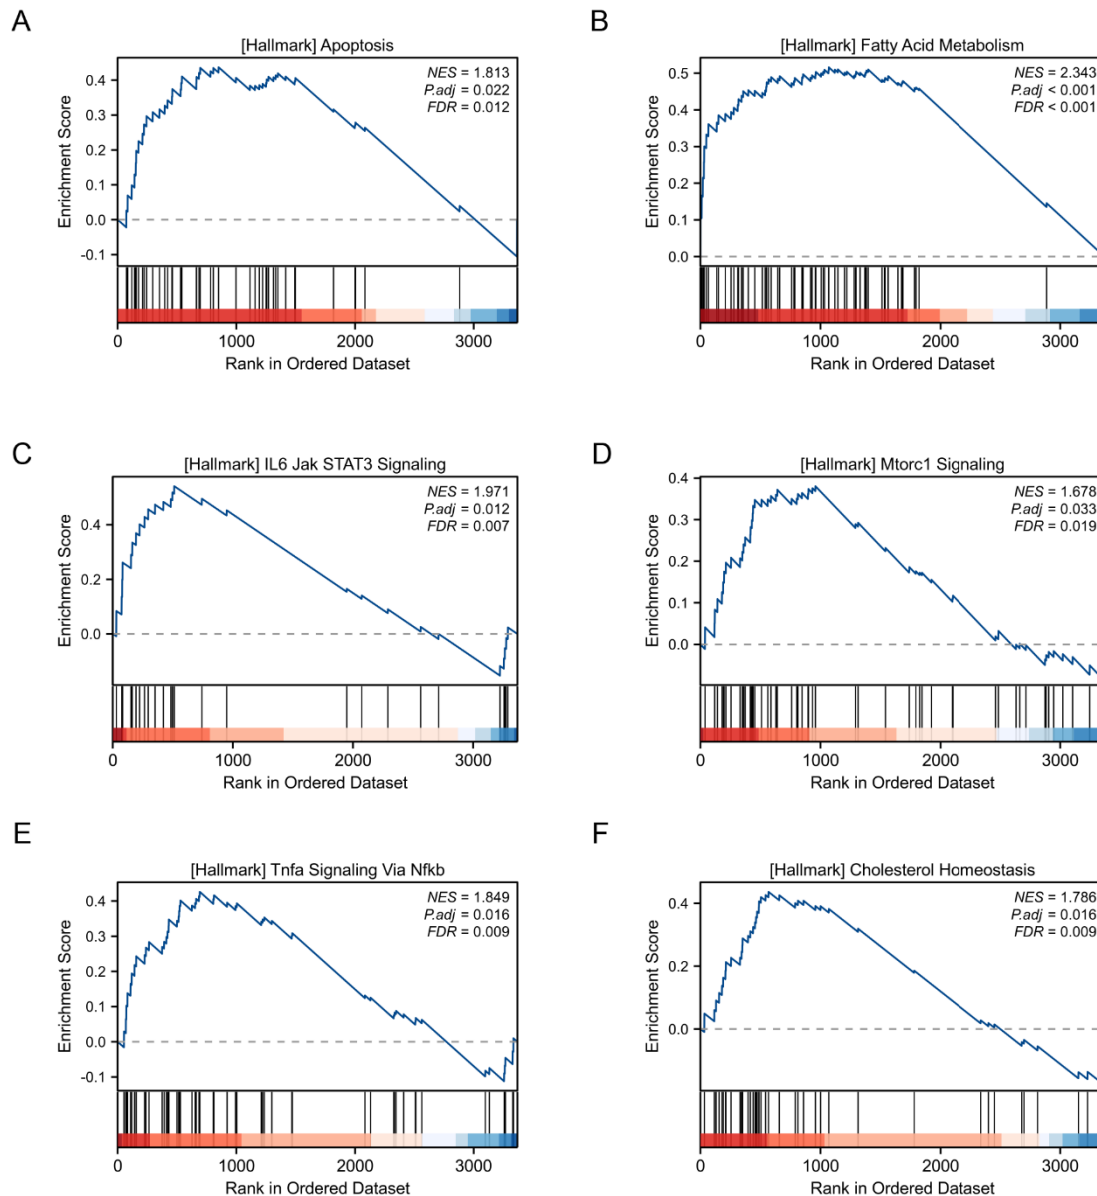 A
[Hallmark] Apoptosis
NES = 1.813
P.adj = 0.022
FDR = 0.012
Enrichment Score
0.4
0.3
0.2
0.1
0.0
-0.1
0 1000 2000 3000
Rank in Ordered Dataset
B
[Hallmark] Fatty Acid Metabolism
NES = 2.343
P.adj < 0.001
FDR < 0.001
Enrichment Score
0.5
0.4
0.3
0.2
0.1
0.0
0 1000 2000 3000
Rank in Ordered Dataset
C
[Hallmark] IL6 Jak STAT3 Signaling
NES = 1.971
P.adj = 0.012
FDR = 0.007
Enrichment Score
0.4
0.2
0.0
0 1000 2000 3000
Rank in Ordered Dataset
D
[Hallmark] Mtorc1 Signaling
NES = 1.678
P.adj = 0.033
FDR = 0.019
Enrichment Score
0.4
0.3
0.2
0.1
0.0
0 1000 2000 3000
Rank in Ordered Dataset
E
[Hallmark] Tnfa Signaling Via Nfkb
NES = 1.849
P.adj = 0.016
FDR = 0.009
Enrichment Score
0.4
0.3
0.2
0.1
0.0
-0.1
0 1000 2000 3000
Rank in Ordered Dataset
F
[Hallmark] Cholesterol Homeostasis
NES = 1.786
P.adj = 0.016
FDR = 0.009
Enrichment Score
0.4
0.2
0.0
0 1000 2000 3000
Rank in Ordered Dataset